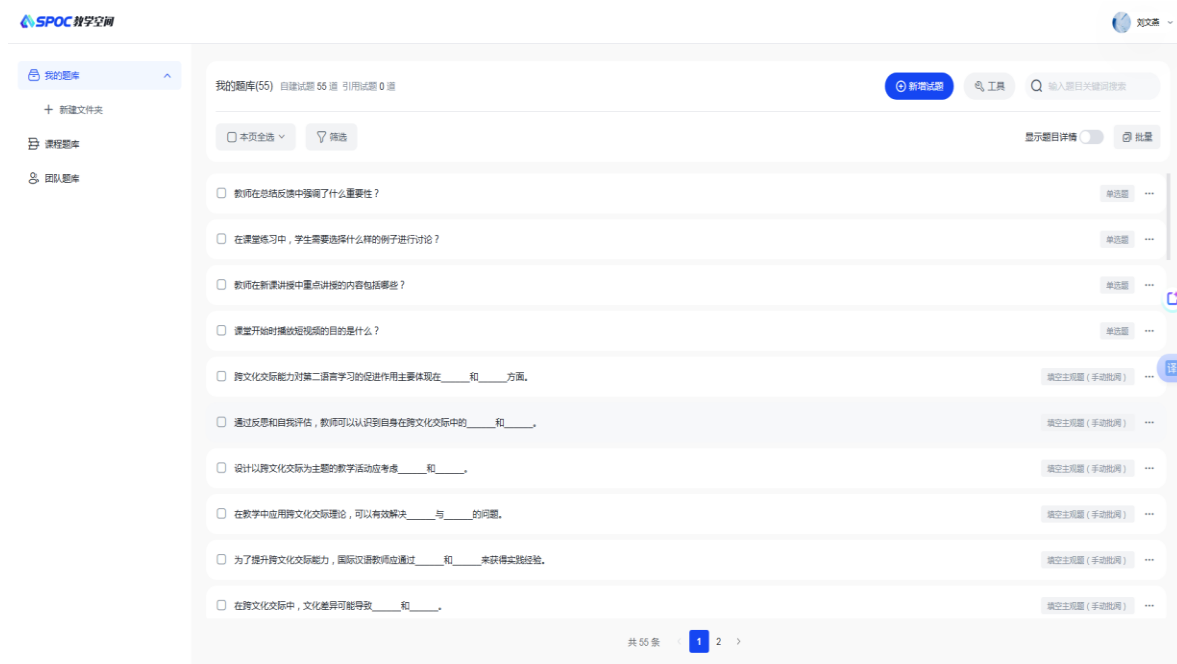 SPOC教学空间
刘文燕
我的题库
新建文件夹
课程题库
团队题库
我的题库(55) 自建试题 55 道 引用试题 0 道
新增试题
工具
输入题目关键词搜索
本页全选
筛选
显示题目详情
批量
教师在总结反馈中强调了什么重要性？ 单选题
在课堂练习中，学生需要选择什么样的例子进行讨论？ 单选题
教师在新课讲授中重点讲授的内容包括哪些？ 单选题
课堂开始时播放短视频的目的是什么？ 单选题
跨文化交际能力对第二语言学习的促进作用主要体现在______和______方面。 填空主观题(手动批阅)
通过反思和自我评估，教师可以认识到自身在跨文化交际中的______和______。 填空主观题(手动批阅)
设计以跨文化交际为主题的教学活动应考虑______和______。 填空主观题(手动批阅)
在教学中应用跨文化交际理论，可以有效解决______与______的问题。 填空主观题(手动批阅)
为了提升跨文化交际能力，国际汉语教师应通过______和______来获得实践经验。 填空主观题(手动批阅)
在跨文化交际中，文化差异可能导致______和______。 填空主观题(手动批阅)
译
共 55 条 1 2